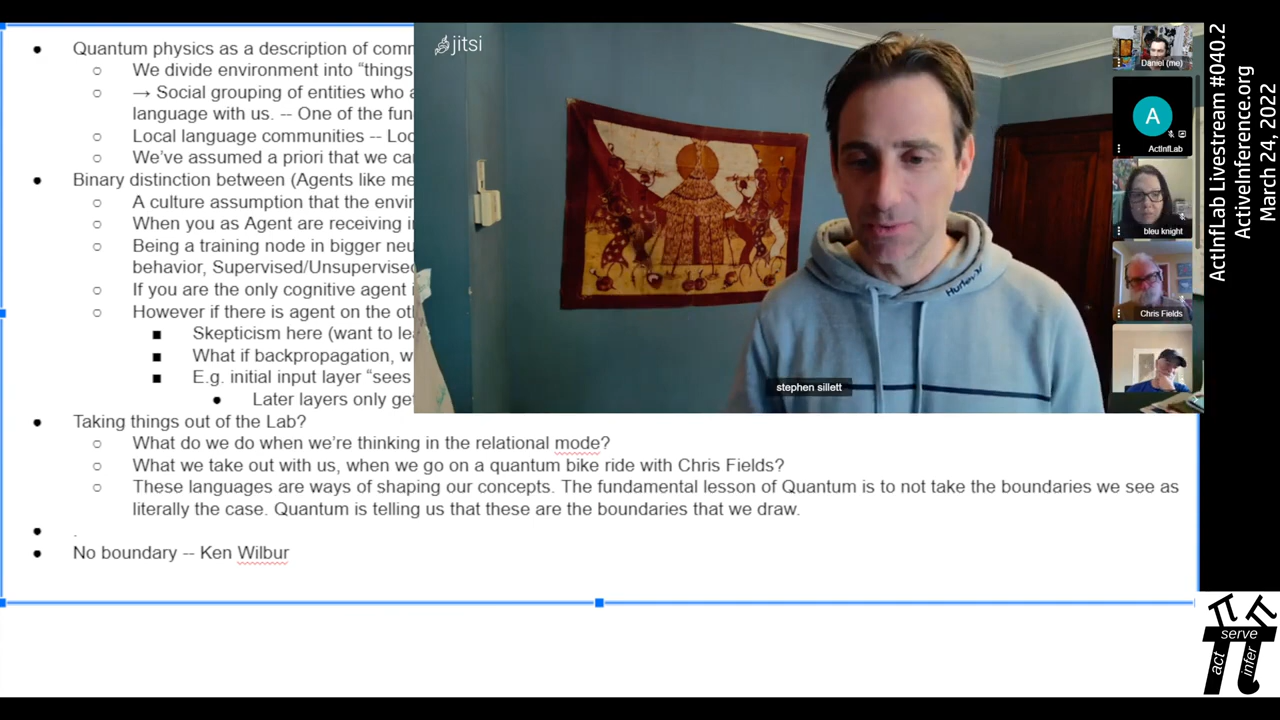 Quantum physics as a description of comm
We divide environment into “things
→ Social grouping of entities who a
language with us. -- One of the fun
Local language communities -- Loc
We’ve assumed a priori that we ca
Binary distinction between (Agents like me
A culture assumption that the envir
When you as Agent are receiving i
Being a training node in bigger neu
behavior, Supervised/Unsupervised
If you are the only cognitive agent i
However if there is agent on the ot
Skepticism here (want to lea
What if backpropagation, w
E.g. initial input layer “sees
Later layers only get
Taking things out of the Lab?
What do we do when we’re thinking in the relational mode?
What we take out with us, when we go on a quantum bike ride with Chris Fields?
These languages are ways of shaping our concepts. The fundamental lesson of Quantum is to not take the boundaries we see as
literally the case. Quantum is telling us that these are the boundaries that we draw.
.
No boundary -- Ken Wilbur
jitsi
Hurley
stephen sillett
Daniel (me)
A
ActInfLab
bleu knight
Chris Fields
ActInfLab Livestream #040.2
ActiveInference.org
March 24, 2022
serve
act
infer